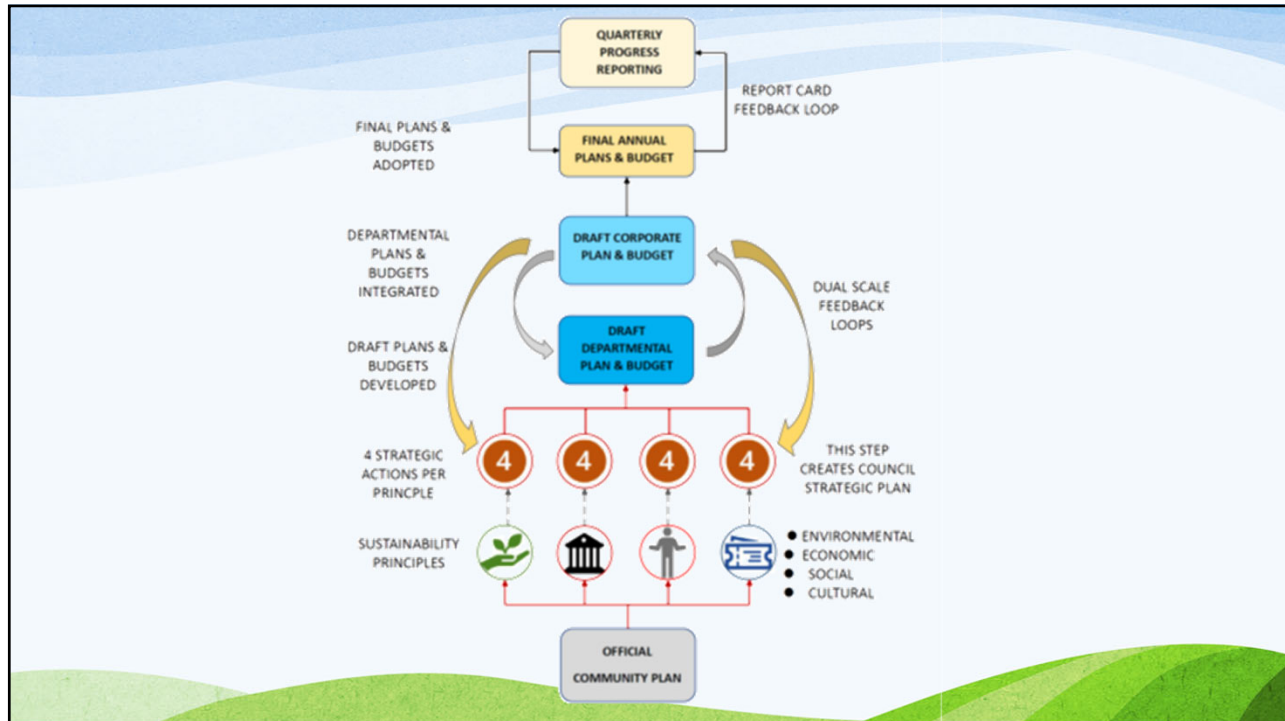 QUARTERLY
PROGRESS
REPORTING
REPORT CARD
FEEDBACK LOOP
FINAL PLANS &
BUDGETS
ADOPTED
FINAL ANNUAL
PLANS & BUDGET
DEPARTMENTAL
PLANS &
BUDGETS
INTEGRATED
DRAFT CORPORATE
PLAN & BUDGET
DUAL SCALE
FEEDBACK
LOOPS
DRAFT PLANS &
BUDGETS
DEVELOPED
DRAFT
DEPARTMENTAL
PLAN & BUDGET
4 STRATEGIC
ACTIONS PER
PRINCPLE
4 4 4 4
THIS STEP
CREATES COUNCIL
STRATEGIC PLAN
SUSTAINABILITY
PRINCIPLES
● ENVIRONMENTAL
● ECONOMIC
● SOCIAL
● CULTURAL
OFFICIAL
COMMUNITY PLAN